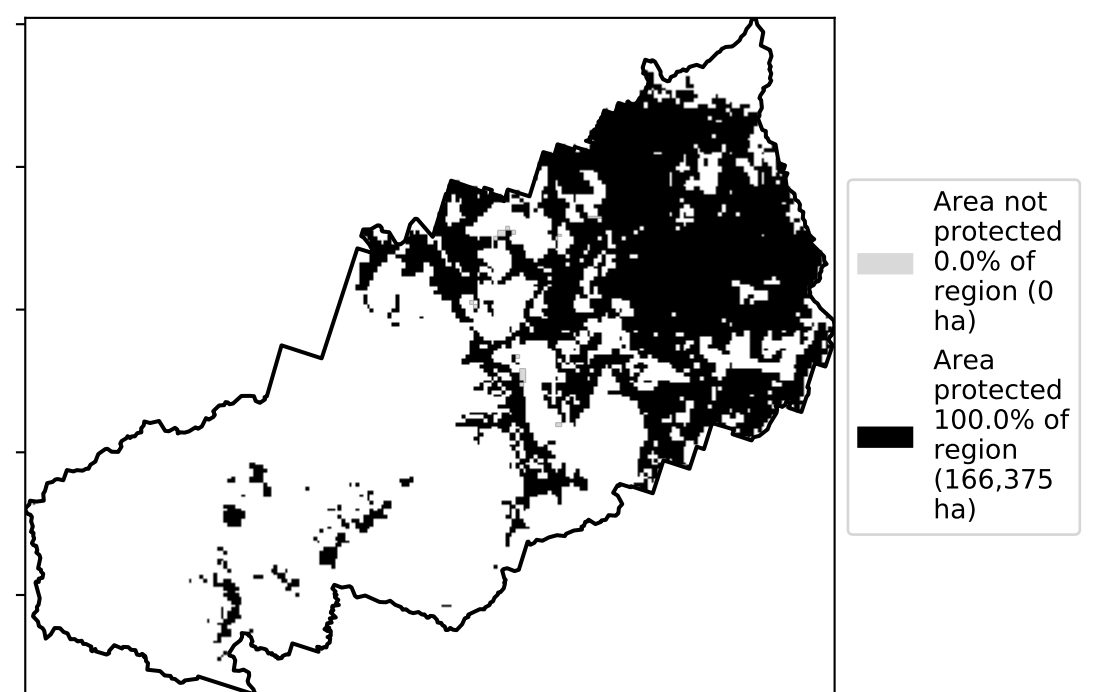 Area not
protected
0.0% of
region (0
ha)
Area
protected
100.0% of
region
(166,375
ha)